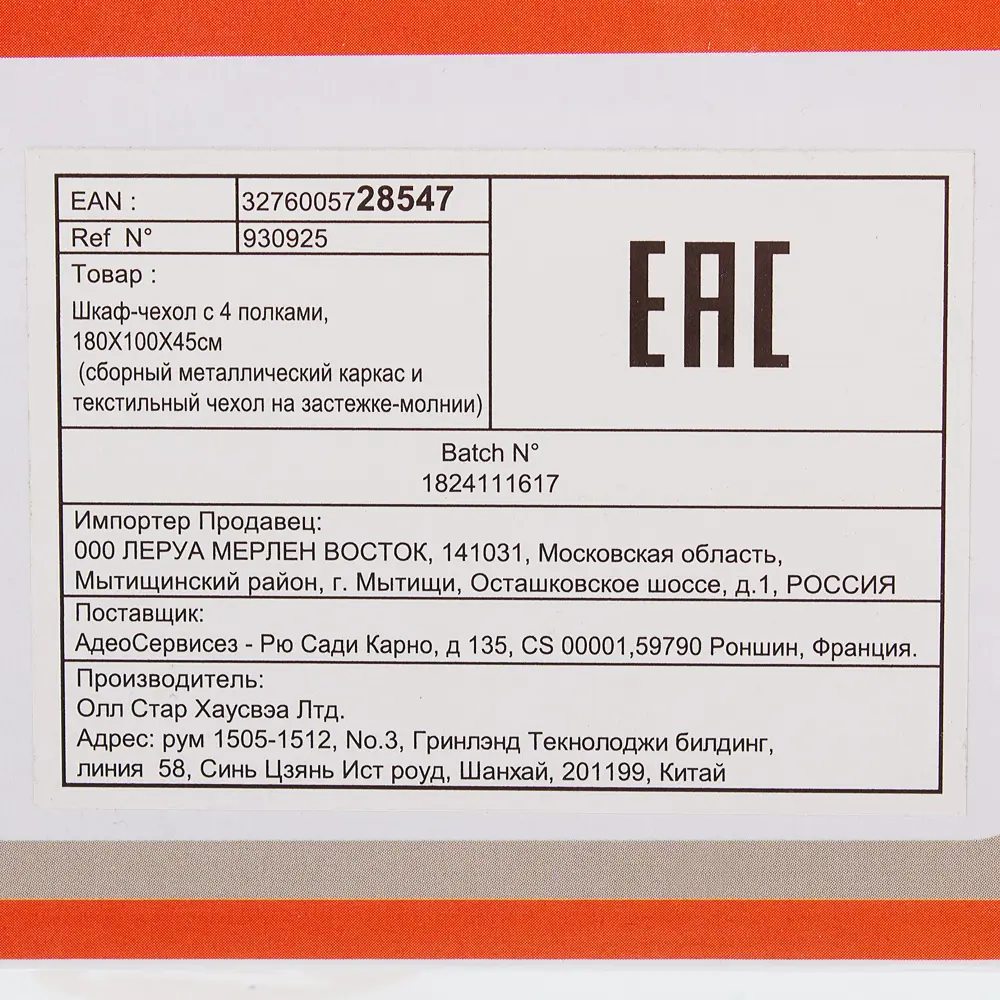 EAN : 3276005728547
Ref N° 930925
Товар :
Шкаф-чехол с 4 полками,
180X100X45см
(сборный металлический каркас и
текстильный чехол на застежке-молнии)
EAC
Batch N°
1824111617
Импортер Продавец:
000 ЛЕРУА МЕРЛЕН ВОСТОК, 141031, Московская область,
Мытищинский район, г. Мытищи, Осташковское шоссе, д.1, РОССИЯ
Поставщик:
АдеоСервисез - Рю Сади Карно, д 135, CS 00001,59790 Роншин, Франция.
Производитель:
Олл Стар Хаусвэа Лтд.
Адрес: рум 1505-1512, No.3, Гринлэнд Текнолоджи билдинг,
линия 58, Синь Цзянь Ист роуд, Шанхай, 201199, Китай